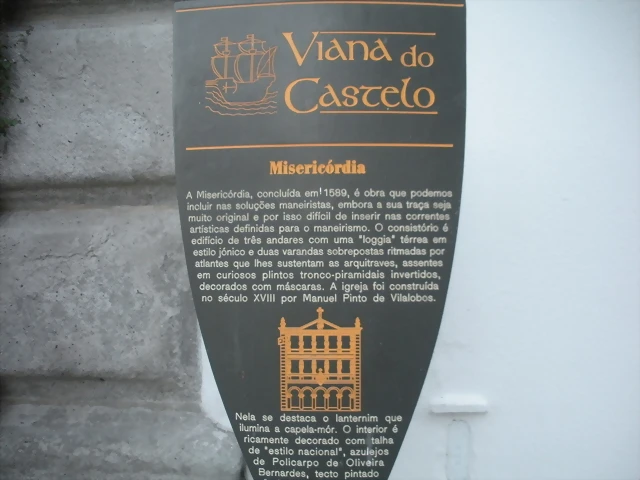 Viana do
Castelo
Misericórdia
A Misericórdia, concluída em 1589, é obra que podemos
incluir nas soluções maneiristas, embora a sua traça seja
muito original e por isso difícil de inserir nas correntes
artísticas definidas para o maneirismo. O consistório é
edifício de três andares com uma "loggia" térrea em
estilo jónico e duas varandas sobrepostas ritmadas por
atlantes que lhes sustentam as arquitraves, assentes
em curiosos plintos tronco-piramidais invertidos,
decorados com máscaras. A igreja foi construída
no século XVIII por Manuel Pinto de Vilalobos.
Nela se destaca o lanternim que
ilumina a capela-mór. O interior é
ricamente decorado com talha
de "estilo nacional", azulejos
de Policarpo de Oliveira
Bernardes, tecto pintado